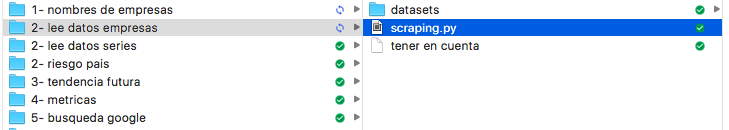 1- nombres de empresas
2- lee datos empresas
2- lee datos series
2- riesgo pais
3- tendencia futura
4- metricas
5- busqueda google
datasets
scraping.py
tener en cuenta